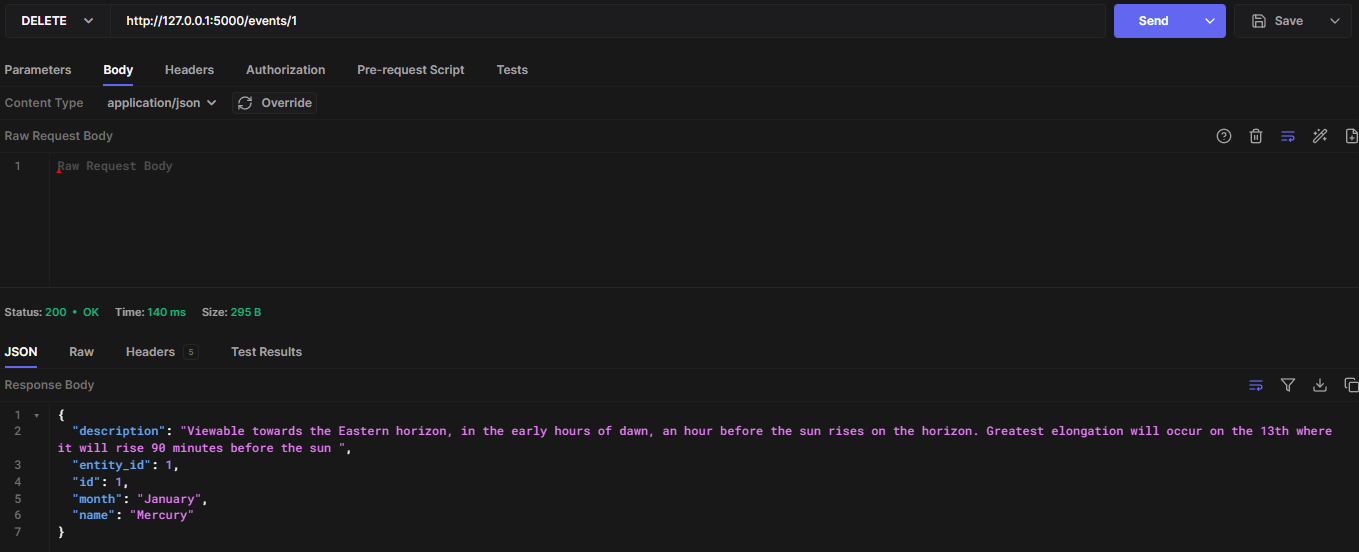 DELETE http://127.0.0.1:5000/events/1 Send Save
Parameters Body Headers Authorization Pre-request Script Tests
Content Type application/json Override
Raw Request Body
1 Raw Request Body
Status: 200 • OK Time: 140 ms Size: 295 B
JSON Raw Headers 5 Test Results
Response Body
1 {
2 "description": "Viewable towards the Eastern horizon, in the early hours of dawn, an hour before the sun rises on the horizon. Greatest elongation will occur on the 13th where
it will rise 90 minutes before the sun ",
3 "entity_id": 1,
4 "id": 1,
5 "month": "January",
6 "name": "Mercury"
7 }